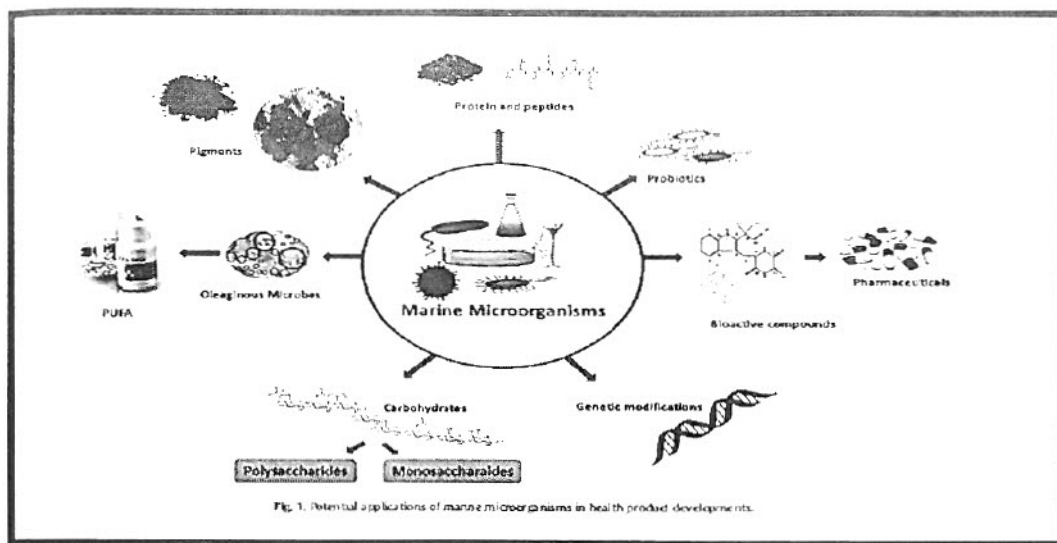 Protein and peptides
Pigments
Probiotics
PUFA
Oleaginous Microbes
Marine Microorganisms
Bioactive compounds
Pharmaceuticals
Carbohydrates
Genetic modifications
Polysaccharides
Monosaccharaides
Fig. 1. Potential applications of marine microorganisms in health product developments.